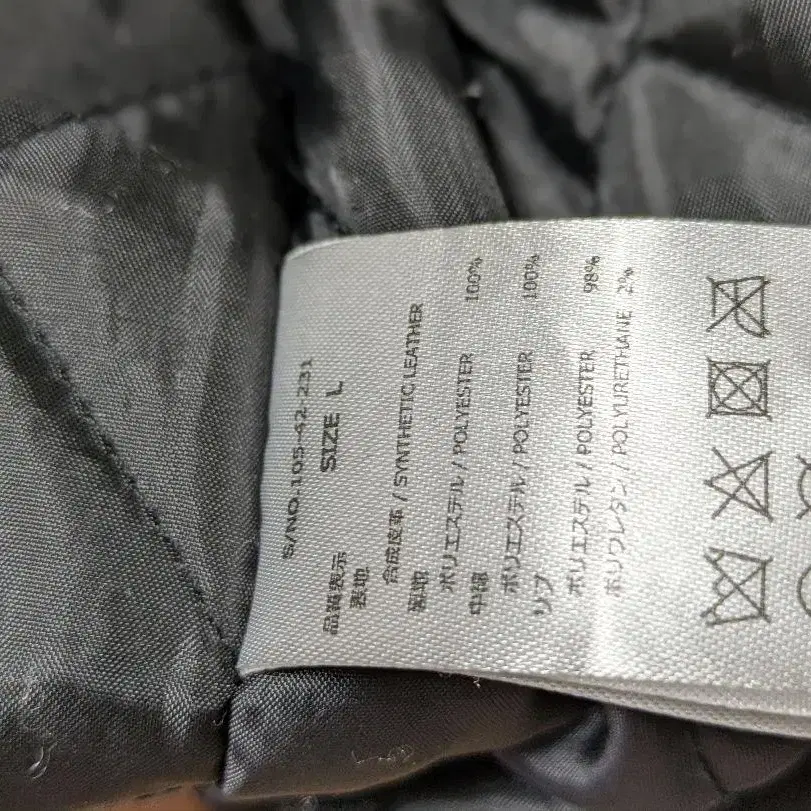 S/NO.105-42-231
SIZE L
品質表示
表地
合成皮革 / SYNTHETIC LEATHER
裏地
ポリエステル / POLYESTER 100%
中綿
ポリエステル / POLYESTER 100%
リブ
ポリエステル / POLYESTER 98%
ポリウレタン / POLYURETHANE 2%